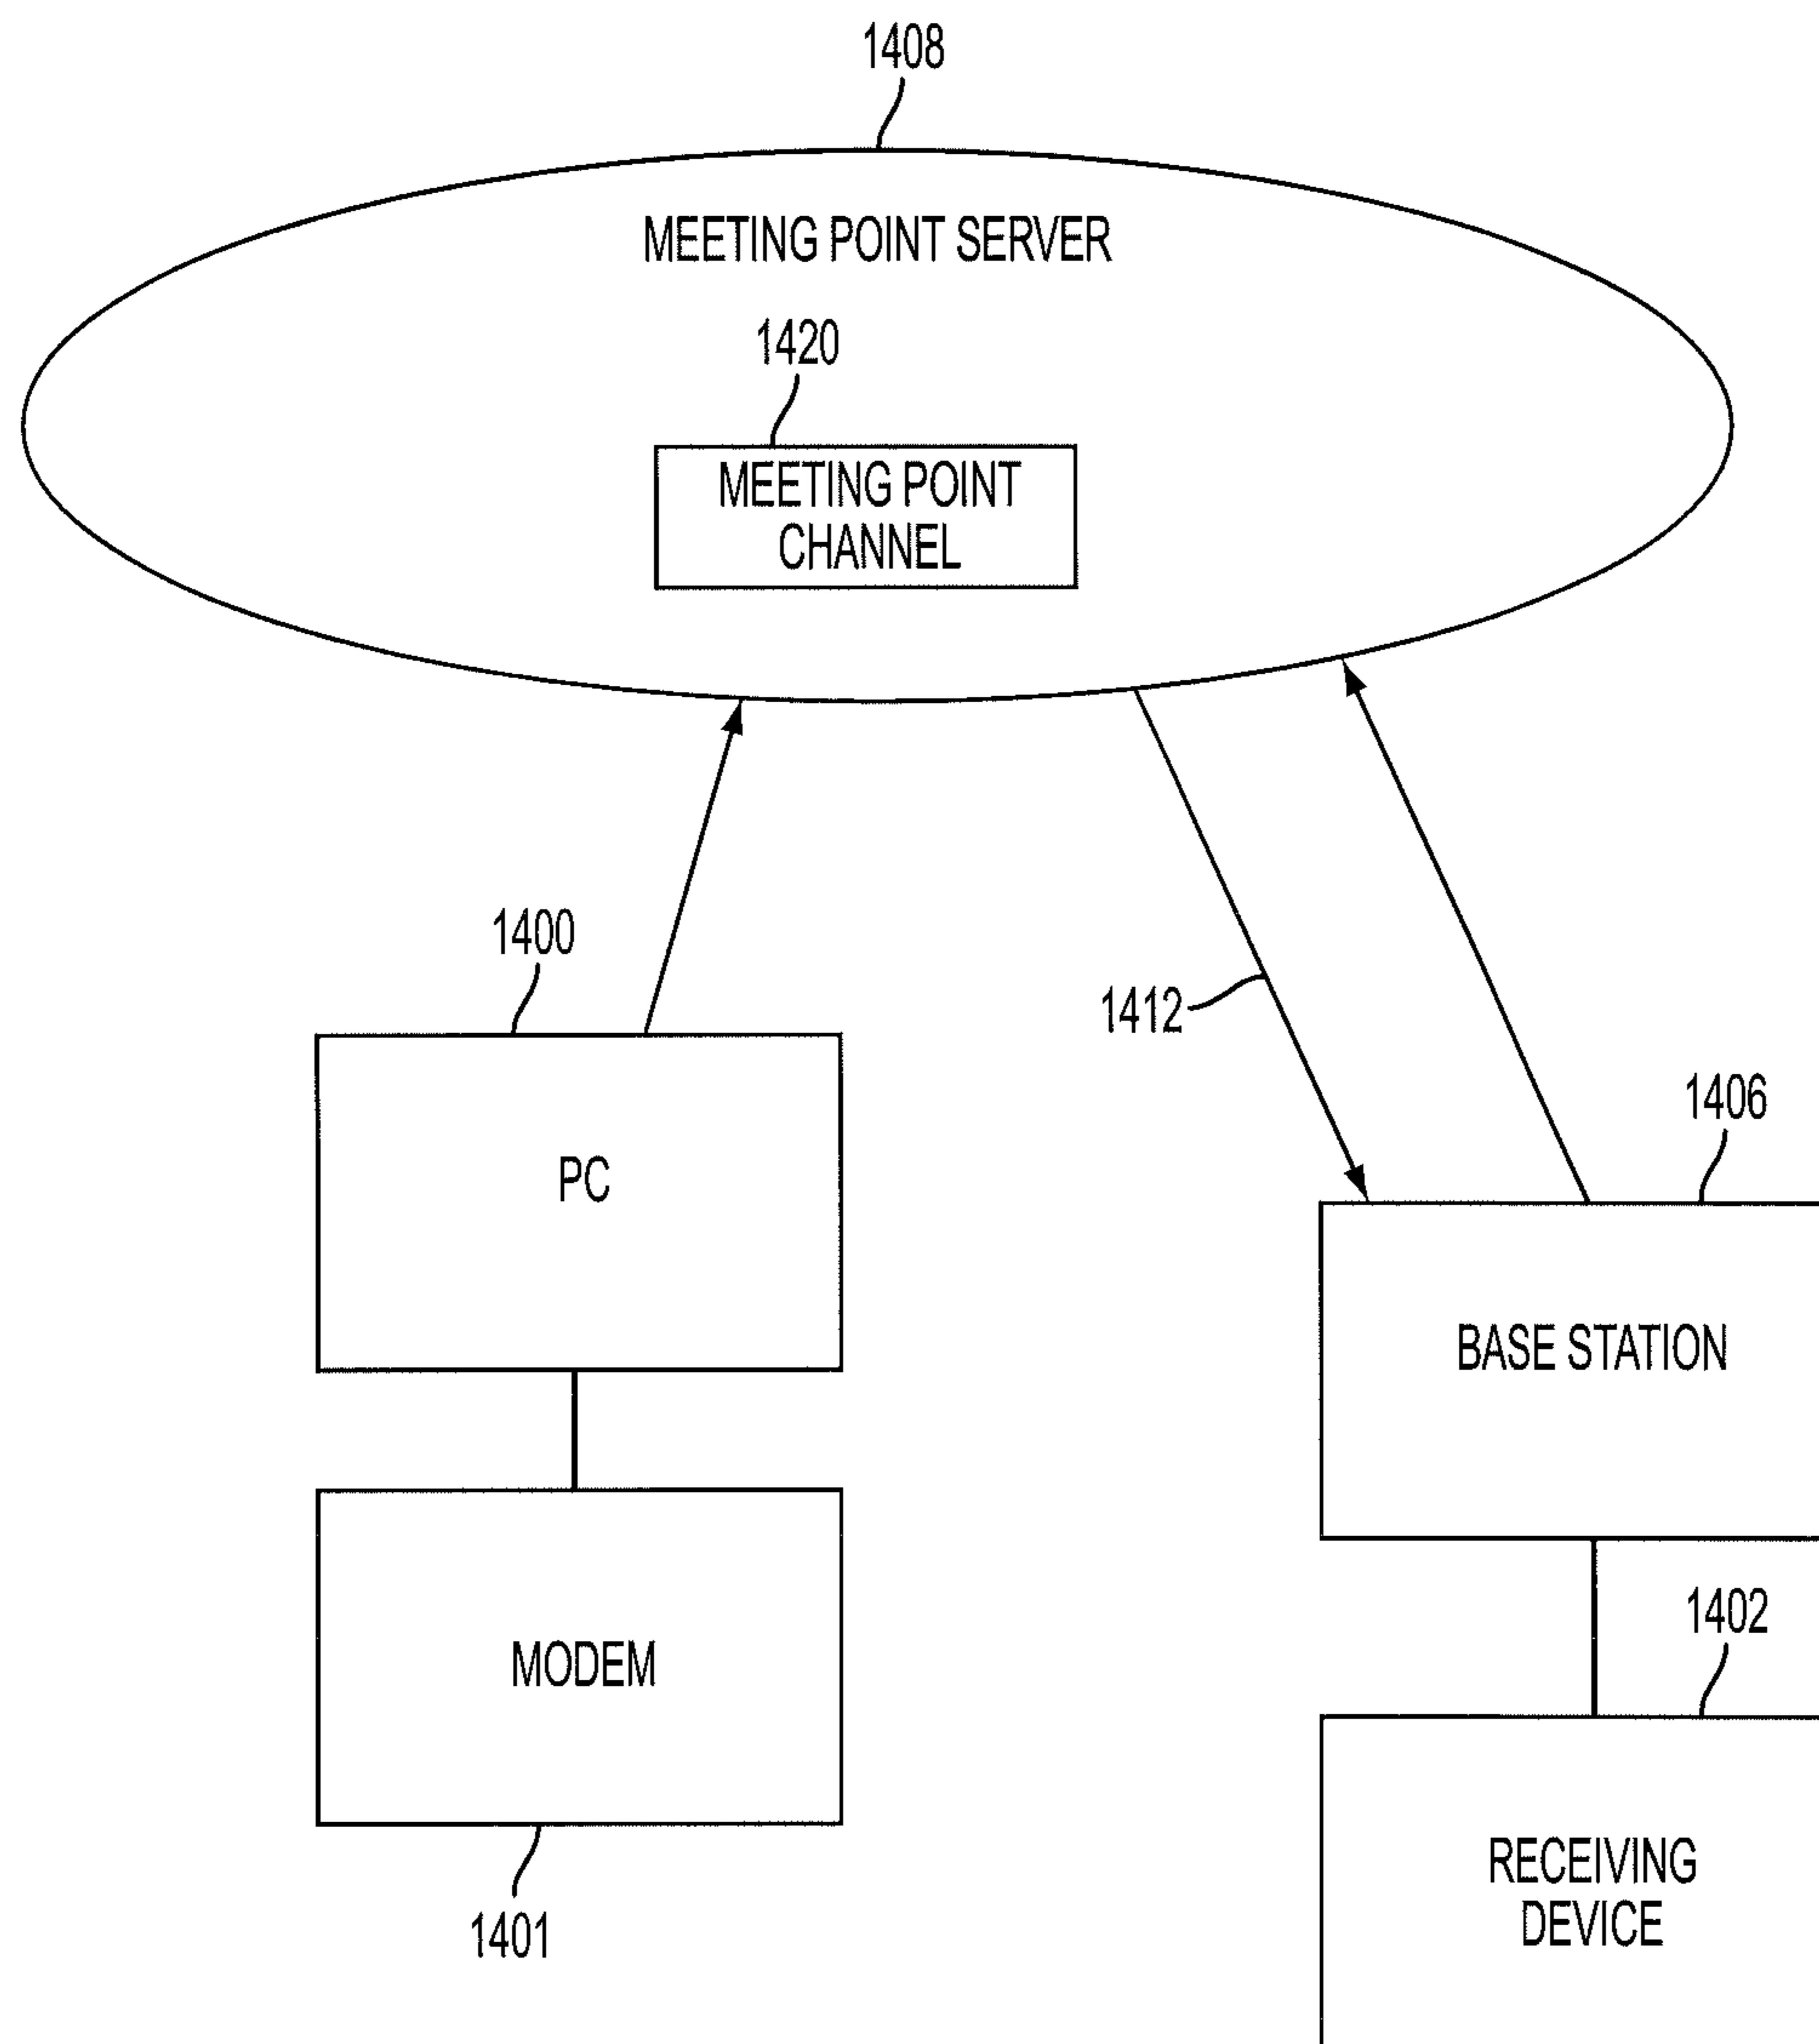 1408
MEETING POINT SERVER
1420
MEETING POINT
CHANNEL
1400
1412
1406
PC
BASE STATION
1402
MODEM
RECEIVING
DEVICE
1401